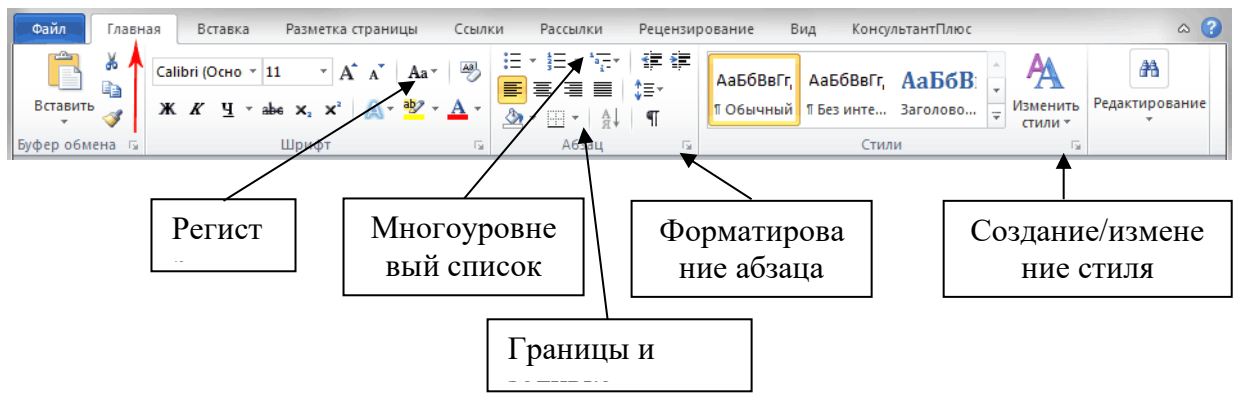 Файл Главная Вставка Разметка страницы Ссылки Рассылки Рецензирование Вид КонсультантПлюс
Calibri (Осно 11 Aa
Вставить
Ж К Ч abc x₂ x² ab A
АаБбВвГг, АаБбВвГг, АаБбВ
¶ Обычный ¶ Без инте... Заголово...
Изменить
стили
Редактирование
Буфер обмена Шрифт Абзац Стили
Регист
Многоуровне
вый список
Форматирова
ние абзаца
Создание/измене
ние стиля
Границы и